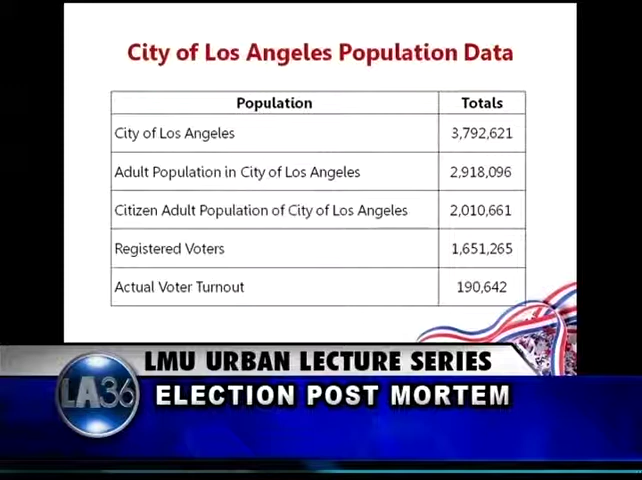 City of Los Angeles Population Data
Population Totals
City of Los Angeles 3,792,621
Adult Population in City of Los Angeles 2,918,096
Citizen Adult Population of City of Los Angeles 2,010,661
Registered Voters 1,651,265
Actual Voter Turnout 190,642
LMU URBAN LECTURE SERIES
LA36
ELECTION POST MORTEM